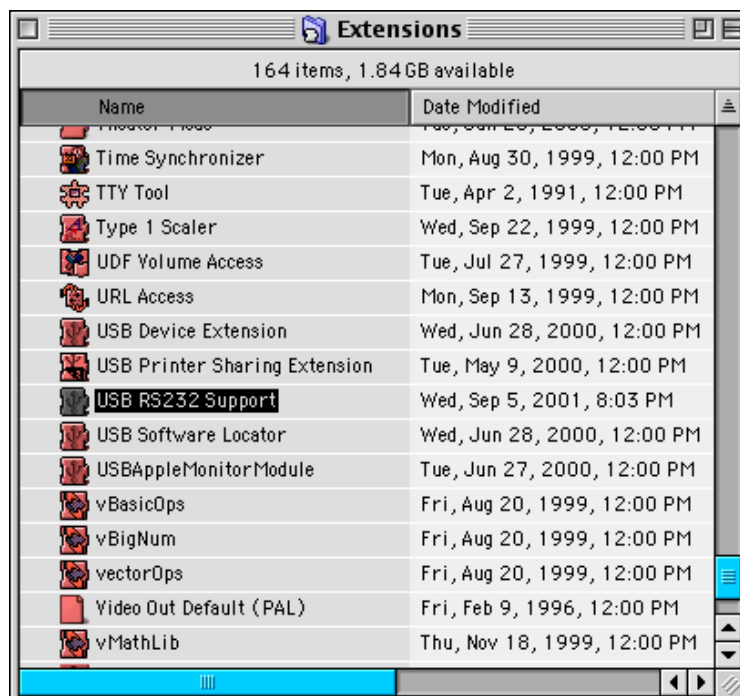 Extensions
164 items, 1.84 GB available
Name Date Modified
Time Synchronizer Mon, Aug 30, 1999, 12:00 PM
TTY Tool Tue, Apr 2, 1991, 12:00 PM
Type 1 Scaler Wed, Sep 22, 1999, 12:00 PM
UDF Volume Access Tue, Jul 27, 1999, 12:00 PM
URL Access Mon, Sep 13, 1999, 12:00 PM
USB Device Extension Wed, Jun 28, 2000, 12:00 PM
USB Printer Sharing Extension Tue, May 9, 2000, 12:00 PM
USB RS232 Support Wed, Sep 5, 2001, 8:03 PM
USB Software Locator Wed, Jun 28, 2000, 12:00 PM
USBAppleMonitorModule Tue, Jun 27, 2000, 12:00 PM
vBasicOps Fri, Aug 20, 1999, 12:00 PM
vBigNum Fri, Aug 20, 1999, 12:00 PM
vectorOps Fri, Aug 20, 1999, 12:00 PM
Video Out Default (PAL) Fri, Feb 9, 1996, 12:00 PM
vMathLib Thu, Nov 18, 1999, 12:00 PM